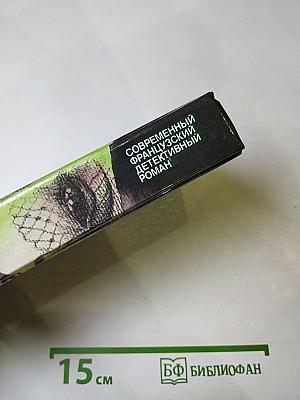 СОВРЕМЕННЫЙ
ФРАНЦУЗСКИЙ
ДЕТЕКТИВНЫЙ
РОМАН
15 см
БФ БИБЛИОФАН